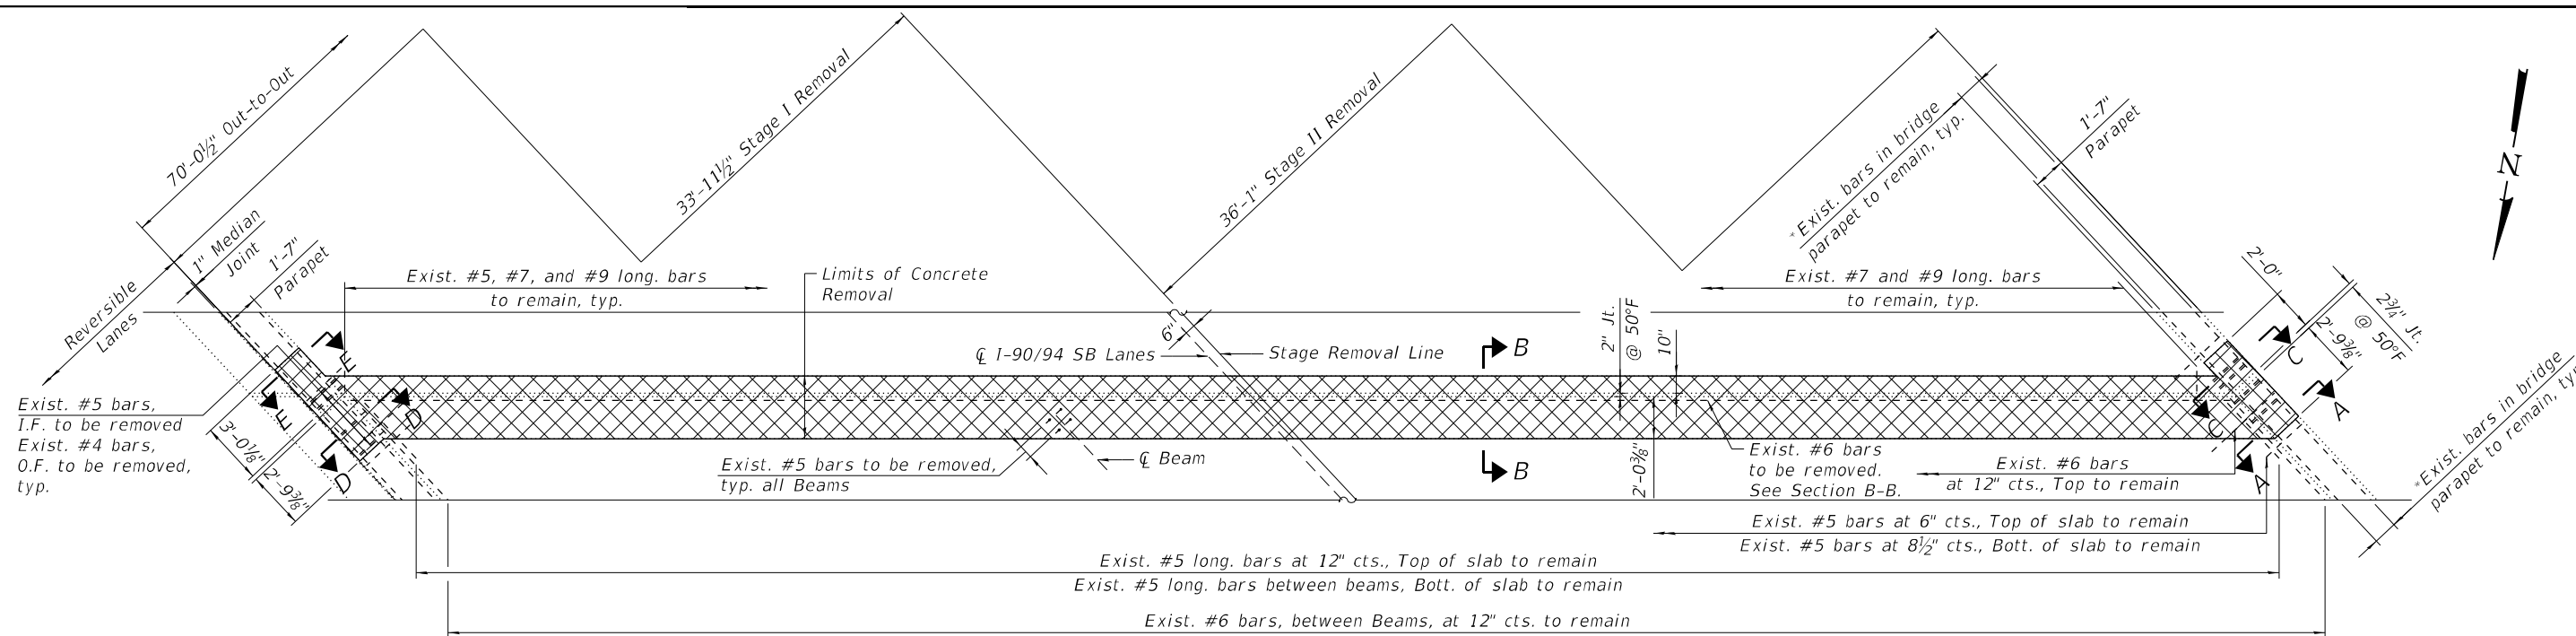 70'-0½" Out-to-Out
33'-11½" Stage I Removal
36'-1" Stage II Removal
*Exist. bars in bridge
parapet to remain, typ.
1'-7"
Parapet
N
Reversible
Lanes
1" Median
Joint
1'-7"
Parapet
Exist. #5, #7, and #9 long. bars
to remain, typ.
Limits of Concrete
Removal
6"
℄ I-90/94 SB Lanes
Stage Removal Line
B
2" Jt.
@ 50°F
10"
Exist. #7 and #9 long. bars
to remain, typ.
2'-0"
2¾" Jt.
@ 50°F
2'-9⅜"
C
A
E
D
E
D
Exist. #5 bars,
I.F. to be removed
Exist. #4 bars,
O.F. to be removed,
typ.
3'-0⅛"
2'-9⅜"
Exist. #5 bars to be removed,
typ. all Beams
℄ Beam
B
2'-0⅜"
Exist. #6 bars
to be removed.
See Section B-B.
Exist. #6 bars
at 12" cts., Top to remain
C
A
*Exist. bars in bridge
parapet to remain, ty
Exist. #5 bars at 6" cts., Top of slab to remain
Exist. #5 bars at 8½" cts., Bott. of slab to remain
Exist. #5 long. bars at 12" cts., Top of slab to remain
Exist. #5 long. bars between beams, Bott. of slab to remain
Exist. #6 bars, between Beams, at 12" cts. to remain